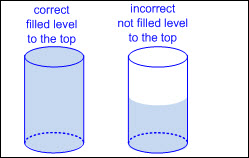 correct
filled level
to the top
incorrect
not filled level
to the top